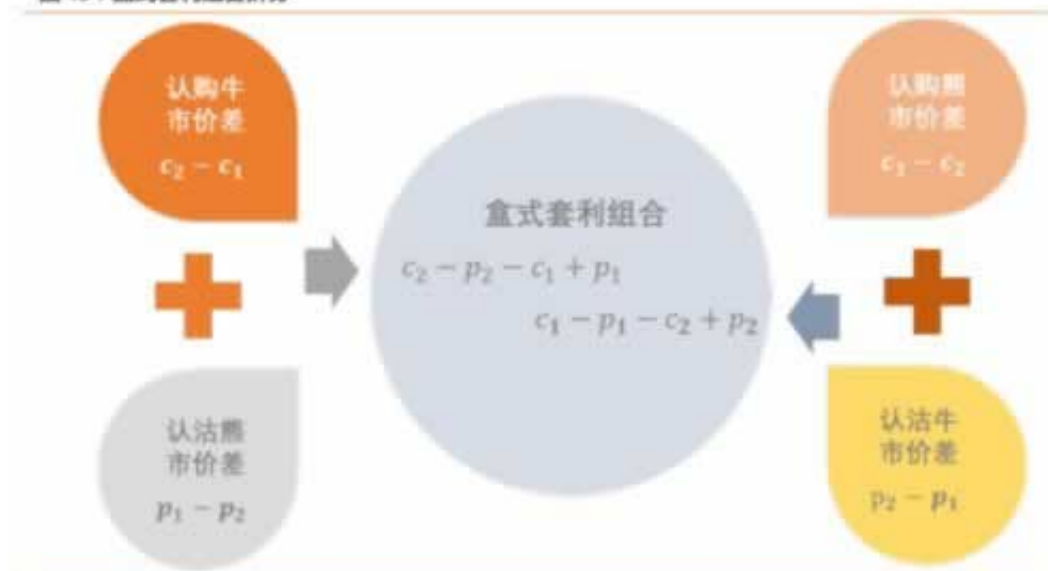 认购牛
市价差
c₂ − c₁
认沽熊
市价差
p₁ − p₂
盒式套利组合
c₂ − p₂ − c₁ + p₁
c₁ − p₁ − c₂ + p₂
认购熊
市价差
c₁ − c₂
认沽牛
市价差
p₂ − p₁